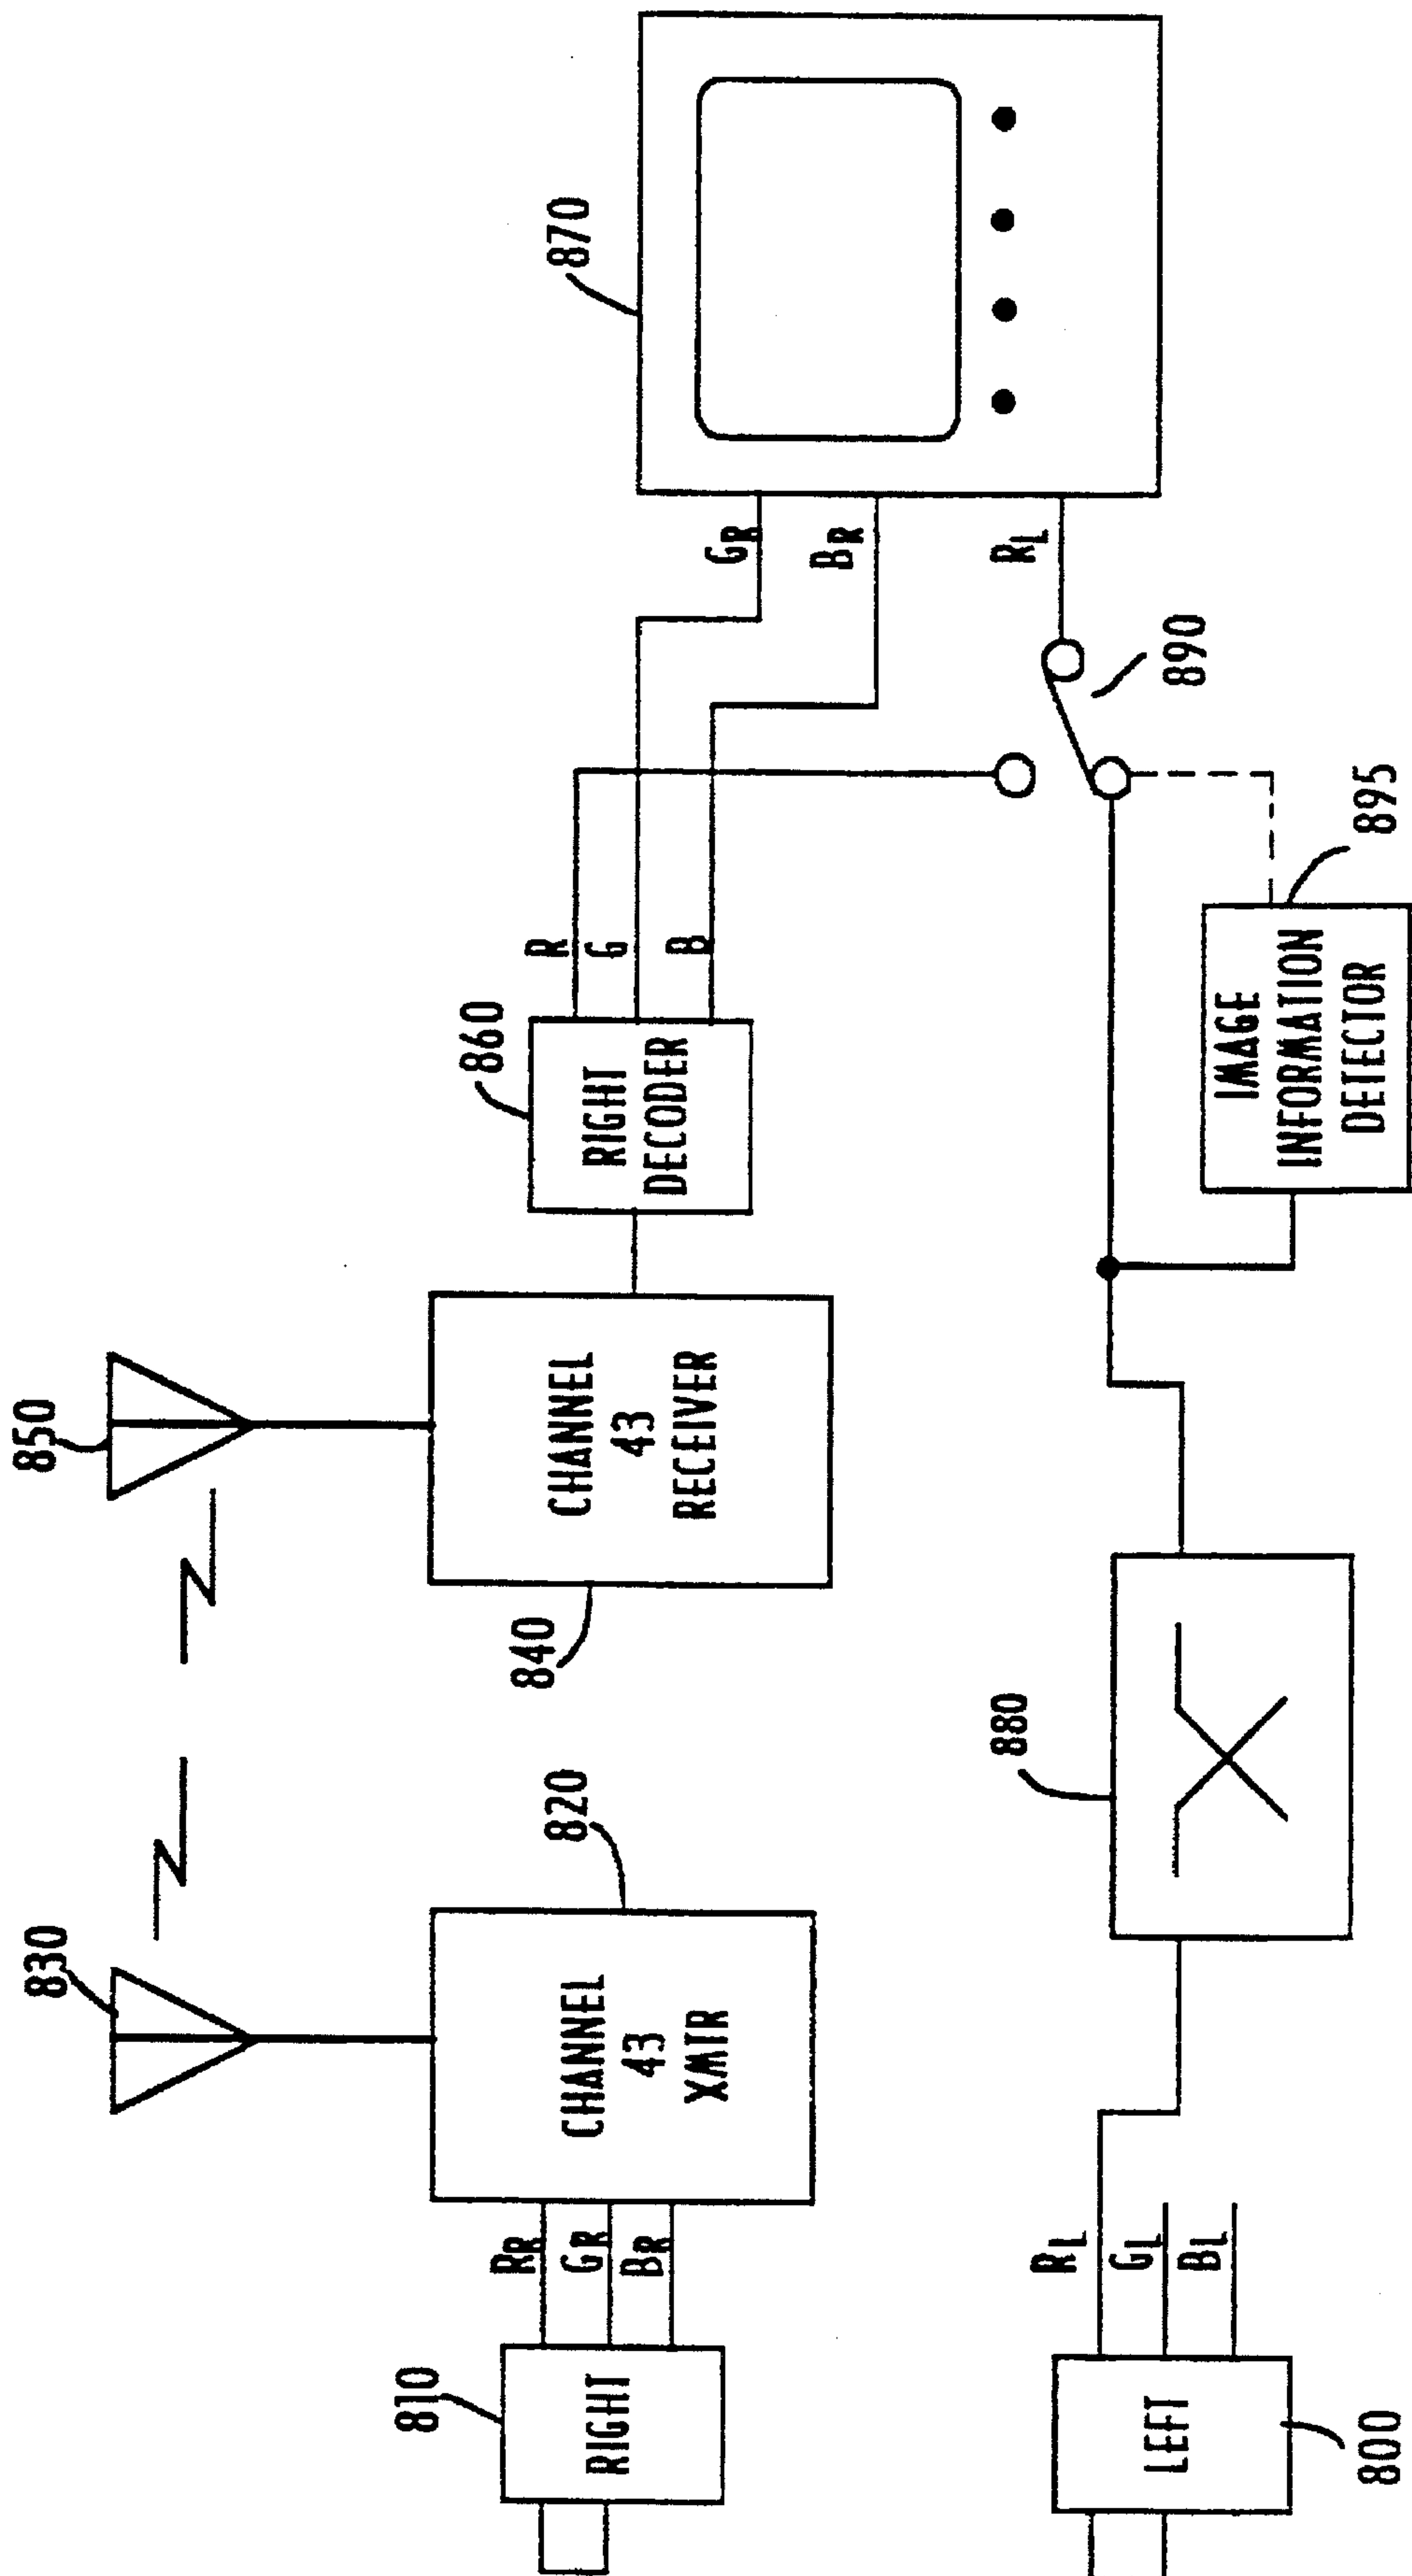 830
850
CHANNEL
43
XMTR
820
CHANNEL
43
RECEIVER
840
810
RIGHT
RR
GR
BR
860
RIGHT
DECODER
R
G
B
870
GR
BR
RL
LEFT
800
RL
GL
BL
880
890
IMAGE
INFORMATION
DETECTOR
895